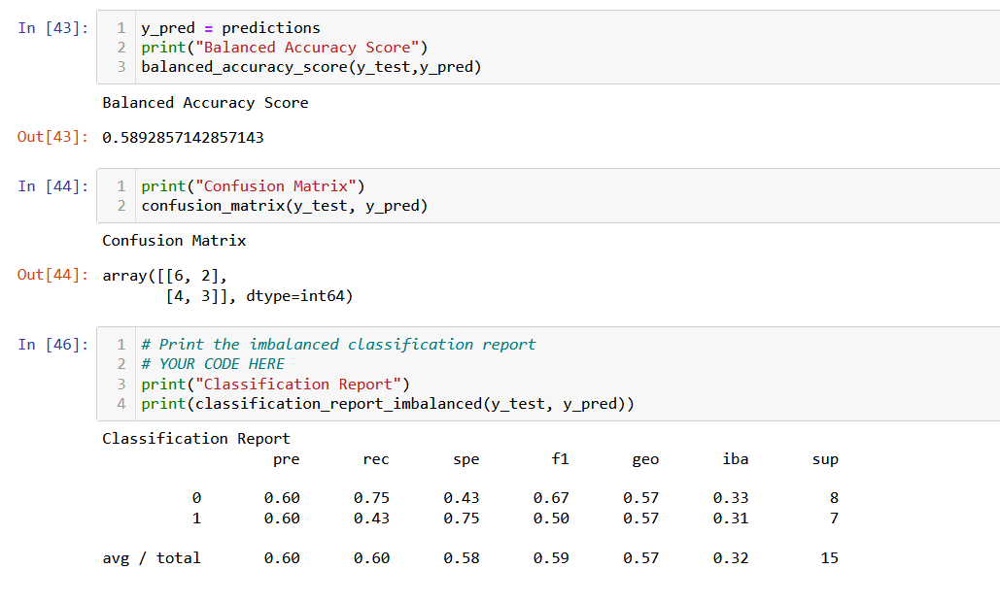 In [43]:
1 y_pred = predictions
2 print("Balanced Accuracy Score")
3 balanced_accuracy_score(y_test,y_pred)
Balanced Accuracy Score
Out[43]: 0.5892857142857143
In [44]:
1 print("Confusion Matrix")
2 confusion_matrix(y_test, y_pred)
Confusion Matrix
Out[44]: array([[6, 2],
[4, 3]], dtype=int64)
In [46]:
1 # Print the imbalanced classification report
2 # YOUR CODE HERE
3 print("Classification Report")
4 print(classification_report_imbalanced(y_test, y_pred))
Classification Report
pre rec spe f1 geo iba sup
0 0.60 0.75 0.43 0.67 0.57 0.33 8
1 0.60 0.43 0.75 0.50 0.57 0.31 7
avg / total 0.60 0.60 0.58 0.59 0.57 0.32 15